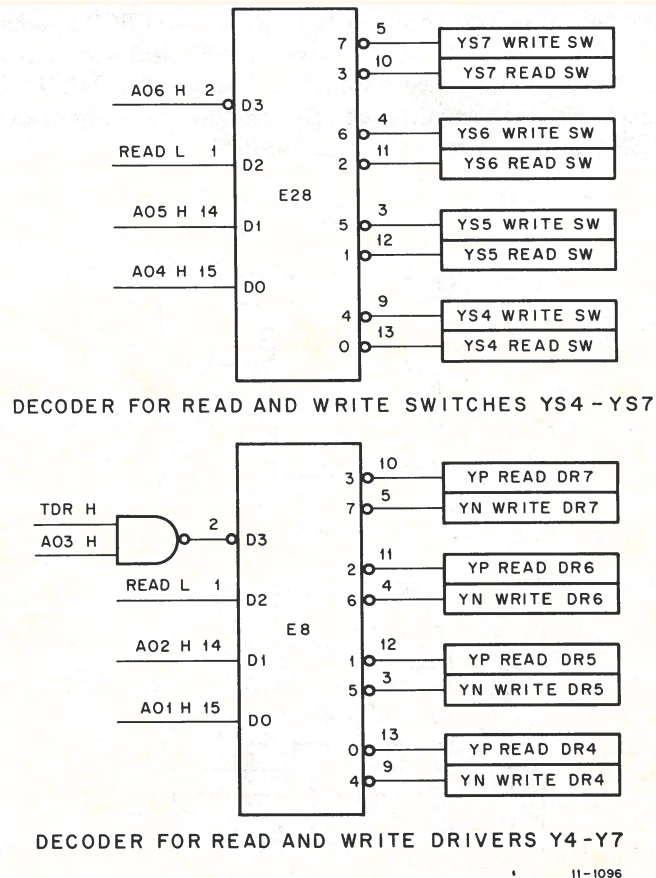 7 5 YS7 WRITE SW
3 10 YS7 READ SW
A06 H 2 D3
6 4 YS6 WRITE SW
READ L 1 D2 2 11 YS6 READ SW
E28
A05 H 14 D1 5 3 YS5 WRITE SW
1 12 YS5 READ SW
A04 H 15 D0
4 9 YS4 WRITE SW
0 13 YS4 READ SW
DECODER FOR READ AND WRITE SWITCHES YS4-YS7
3 10 YP READ DR7
TDR H
7 5 YN WRITE DR7
A03 H 2 D3
2 11 YP READ DR6
READ L 1 D2 6 4 YN WRITE DR6
E8
A02 H 14 D1 1 12 YP READ DR5
5 3 YN WRITE DR5
A01 H 15 D0
0 13 YP READ DR4
4 9 YN WRITE DR4
DECODER FOR READ AND WRITE DRIVERS Y4-Y7
11-1096